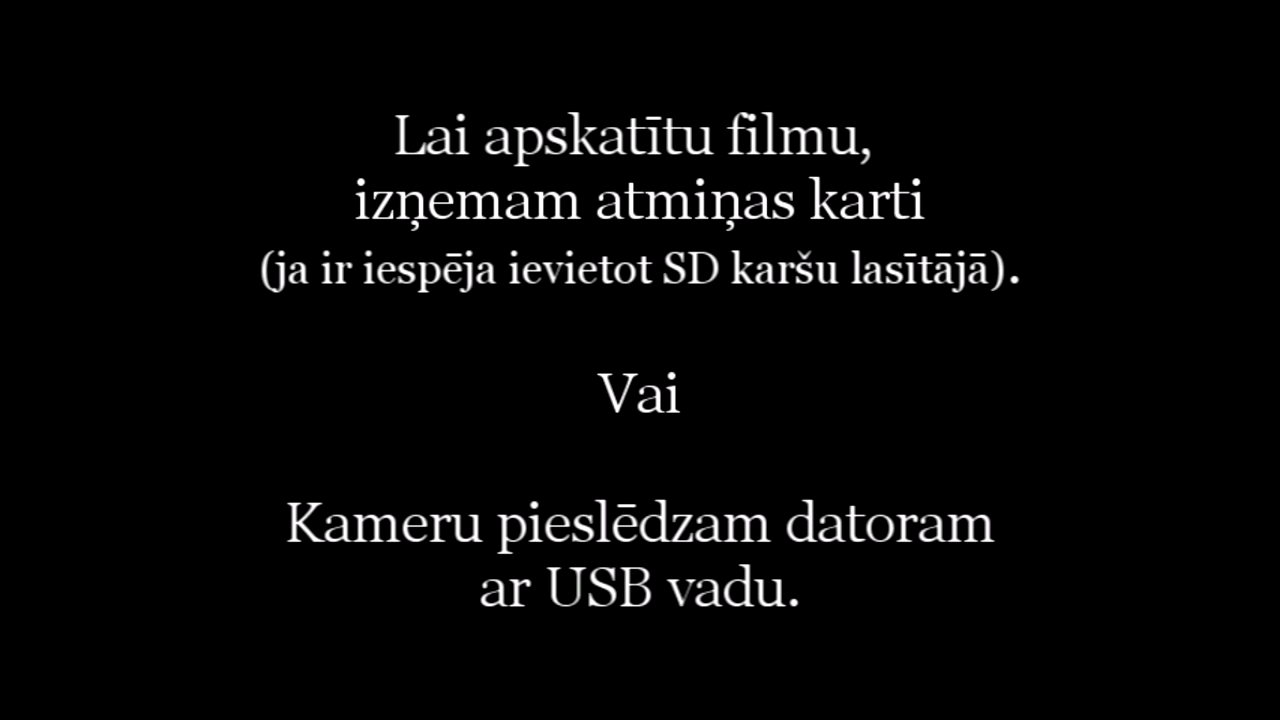 Lai apskatītu filmu,
izņemam atmiņas karti
(ja ir iespēja ievietot SD karšu lasītājā).
Vai
Kameru pieslēdzam datoram
ar USB vadu.